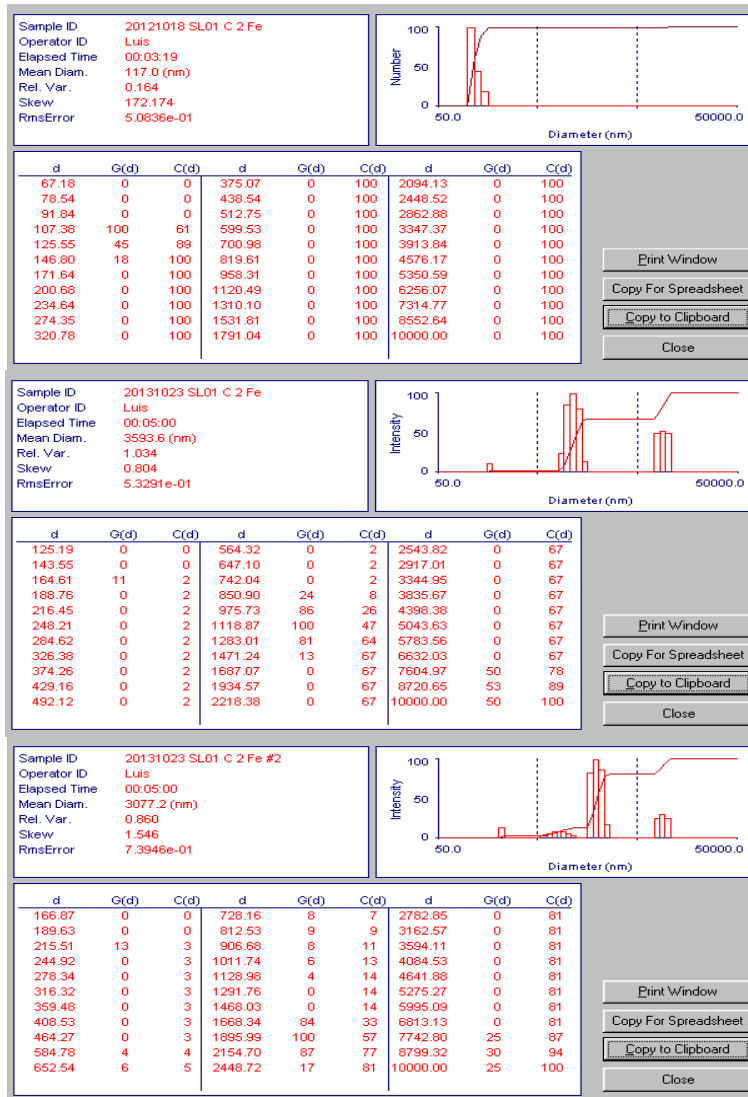 Sample ID 20121018 SL01 C 2 Fe
Operator ID Luis
Elapsed Time 00:03:19
Mean Diam. 117.0 (nm)
Rel. Var. 0.164
Skew 172.174
RmsError 5.0836e-01
Number
100
50
0
50.0 50000.0
Diameter (nm)
d G(d) C(d) d G(d) C(d) d G(d) C(d)
67.18 0 0 375.07 0 100 2094.13 0 100
78.54 0 0 438.54 0 100 2448.52 0 100
91.84 0 0 512.75 0 100 2862.88 0 100
107.38 100 61 599.53 0 100 3347.37 0 100
125.55 45 89 700.98 0 100 3913.84 0 100
146.80 18 100 819.61 0 100 4576.17 0 100
171.64 0 100 958.31 0 100 5350.59 0 100
200.68 0 100 1120.49 0 100 6256.07 0 100
234.64 0 100 1310.10 0 100 7314.77 0 100
274.35 0 100 1531.81 0 100 8552.64 0 100
320.78 0 100 1791.04 0 100 10000.00 0 100
Print Window
Copy For Spreadsheet
Copy to Clipboard
Close
Sample ID 20131023 SL01 C 2 Fe
Operator ID Luis
Elapsed Time 00:05:00
Mean Diam. 3593.6 (nm)
Rel. Var. 1.034
Skew 0.804
RmsError 5.3291e-01
Intensity
100
50
0
50.0 50000.0
Diameter (nm)
d G(d) C(d) d G(d) C(d) d G(d) C(d)
125.19 0 0 564.32 0 2 2543.82 0 67
143.55 0 0 647.10 0 2 2917.01 0 67
164.61 11 2 742.04 0 2 3344.95 0 67
188.76 0 2 850.90 24 8 3835.67 0 67
216.45 0 2 975.73 86 26 4398.38 0 67
248.21 0 2 1118.87 100 47 5043.63 0 67
284.62 0 2 1283.01 81 64 5783.56 0 67
326.38 0 2 1471.24 13 67 6632.03 0 67
374.26 0 2 1687.07 0 67 7604.97 50 78
429.16 0 2 1934.57 0 67 8720.65 53 89
492.12 0 2 2218.38 0 67 10000.00 50 100
Print Window
Copy For Spreadsheet
Copy to Clipboard
Close
Sample ID 20131023 SL01 C 2 Fe #2
Operator ID Luis
Elapsed Time 00:05:00
Mean Diam. 3077.2 (nm)
Rel. Var. 0.860
Skew 1.546
RmsError 7.3946e-01
Intensity
100
50
0
50.0 50000.0
Diameter (nm)
d G(d) C(d) d G(d) C(d) d G(d) C(d)
166.87 0 0 728.16 8 7 2782.85 0 81
189.63 0 0 812.53 9 9 3162.57 0 81
215.51 13 3 906.68 8 11 3594.11 0 81
244.92 0 3 1011.74 6 13 4084.53 0 81
278.34 0 3 1128.98 4 14 4641.88 0 81
316.32 0 3 1291.76 0 14 5275.27 0 81
359.48 0 3 1468.03 0 14 5995.09 0 81
408.53 0 3 1668.34 84 33 6813.13 0 81
464.27 0 3 1895.99 100 57 7742.80 25 87
584.78 4 4 2154.70 87 77 8799.32 30 94
652.54 6 5 2448.72 17 81 10000.00 25 100
Print Window
Copy For Spreadsheet
Copy to Clipboard
Close